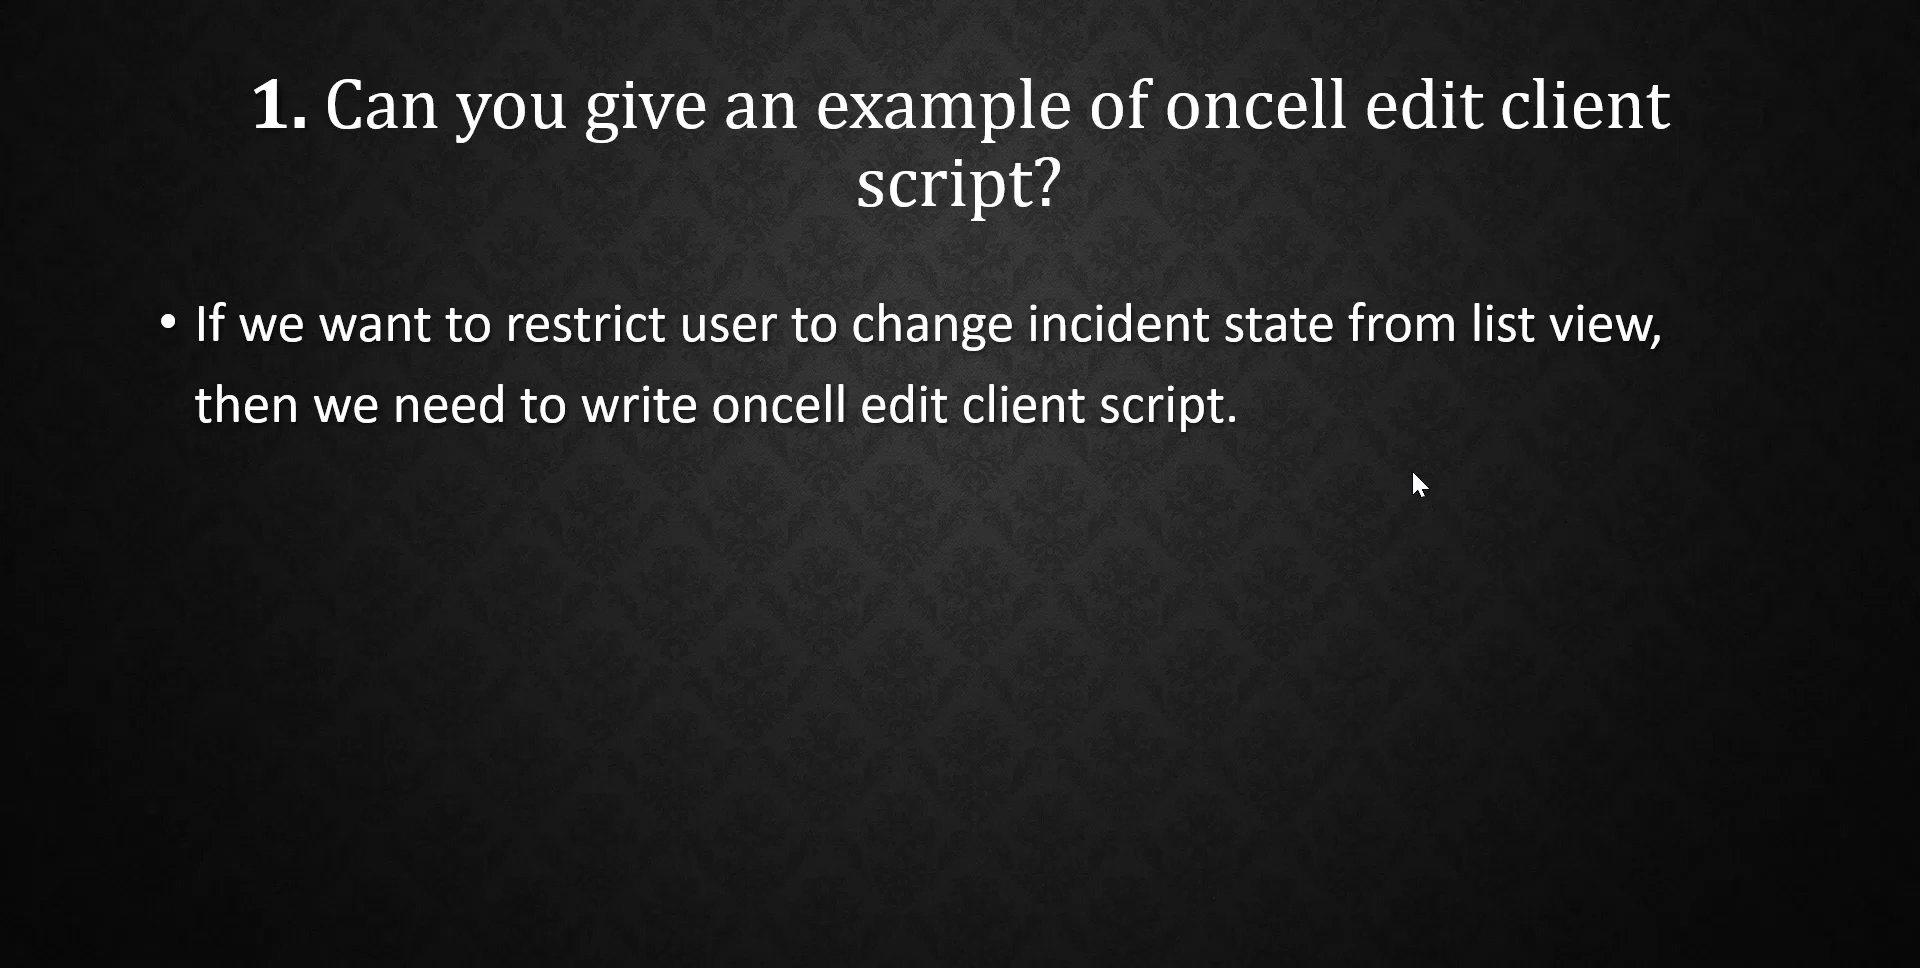 1. Can you give an example of oncell edit client
script?
• If we want to restrict user to change incident state from list view,
then we need to write oncell edit client script.